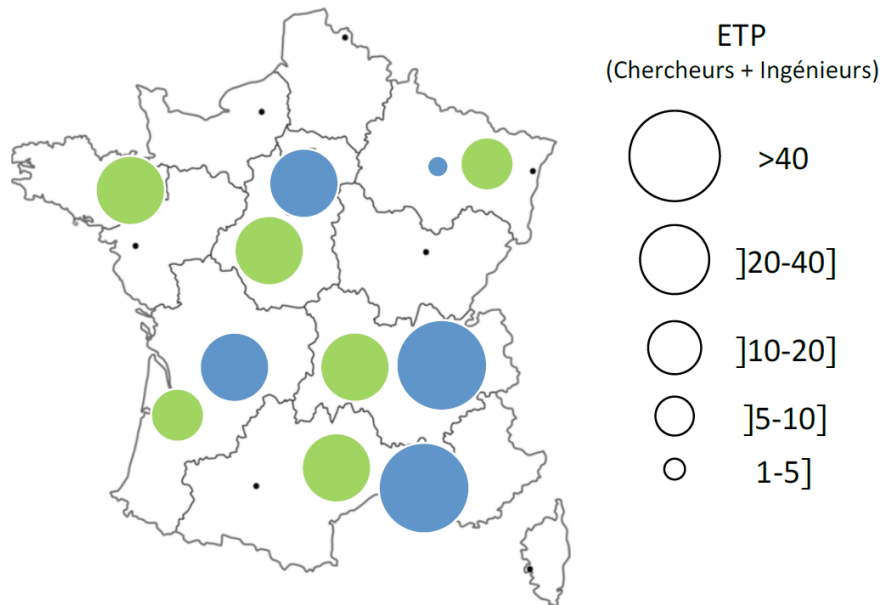 ETP
(Chercheurs + Ingénieurs)
>40
]20-40]
]10-20]
]5-10]
1-5]